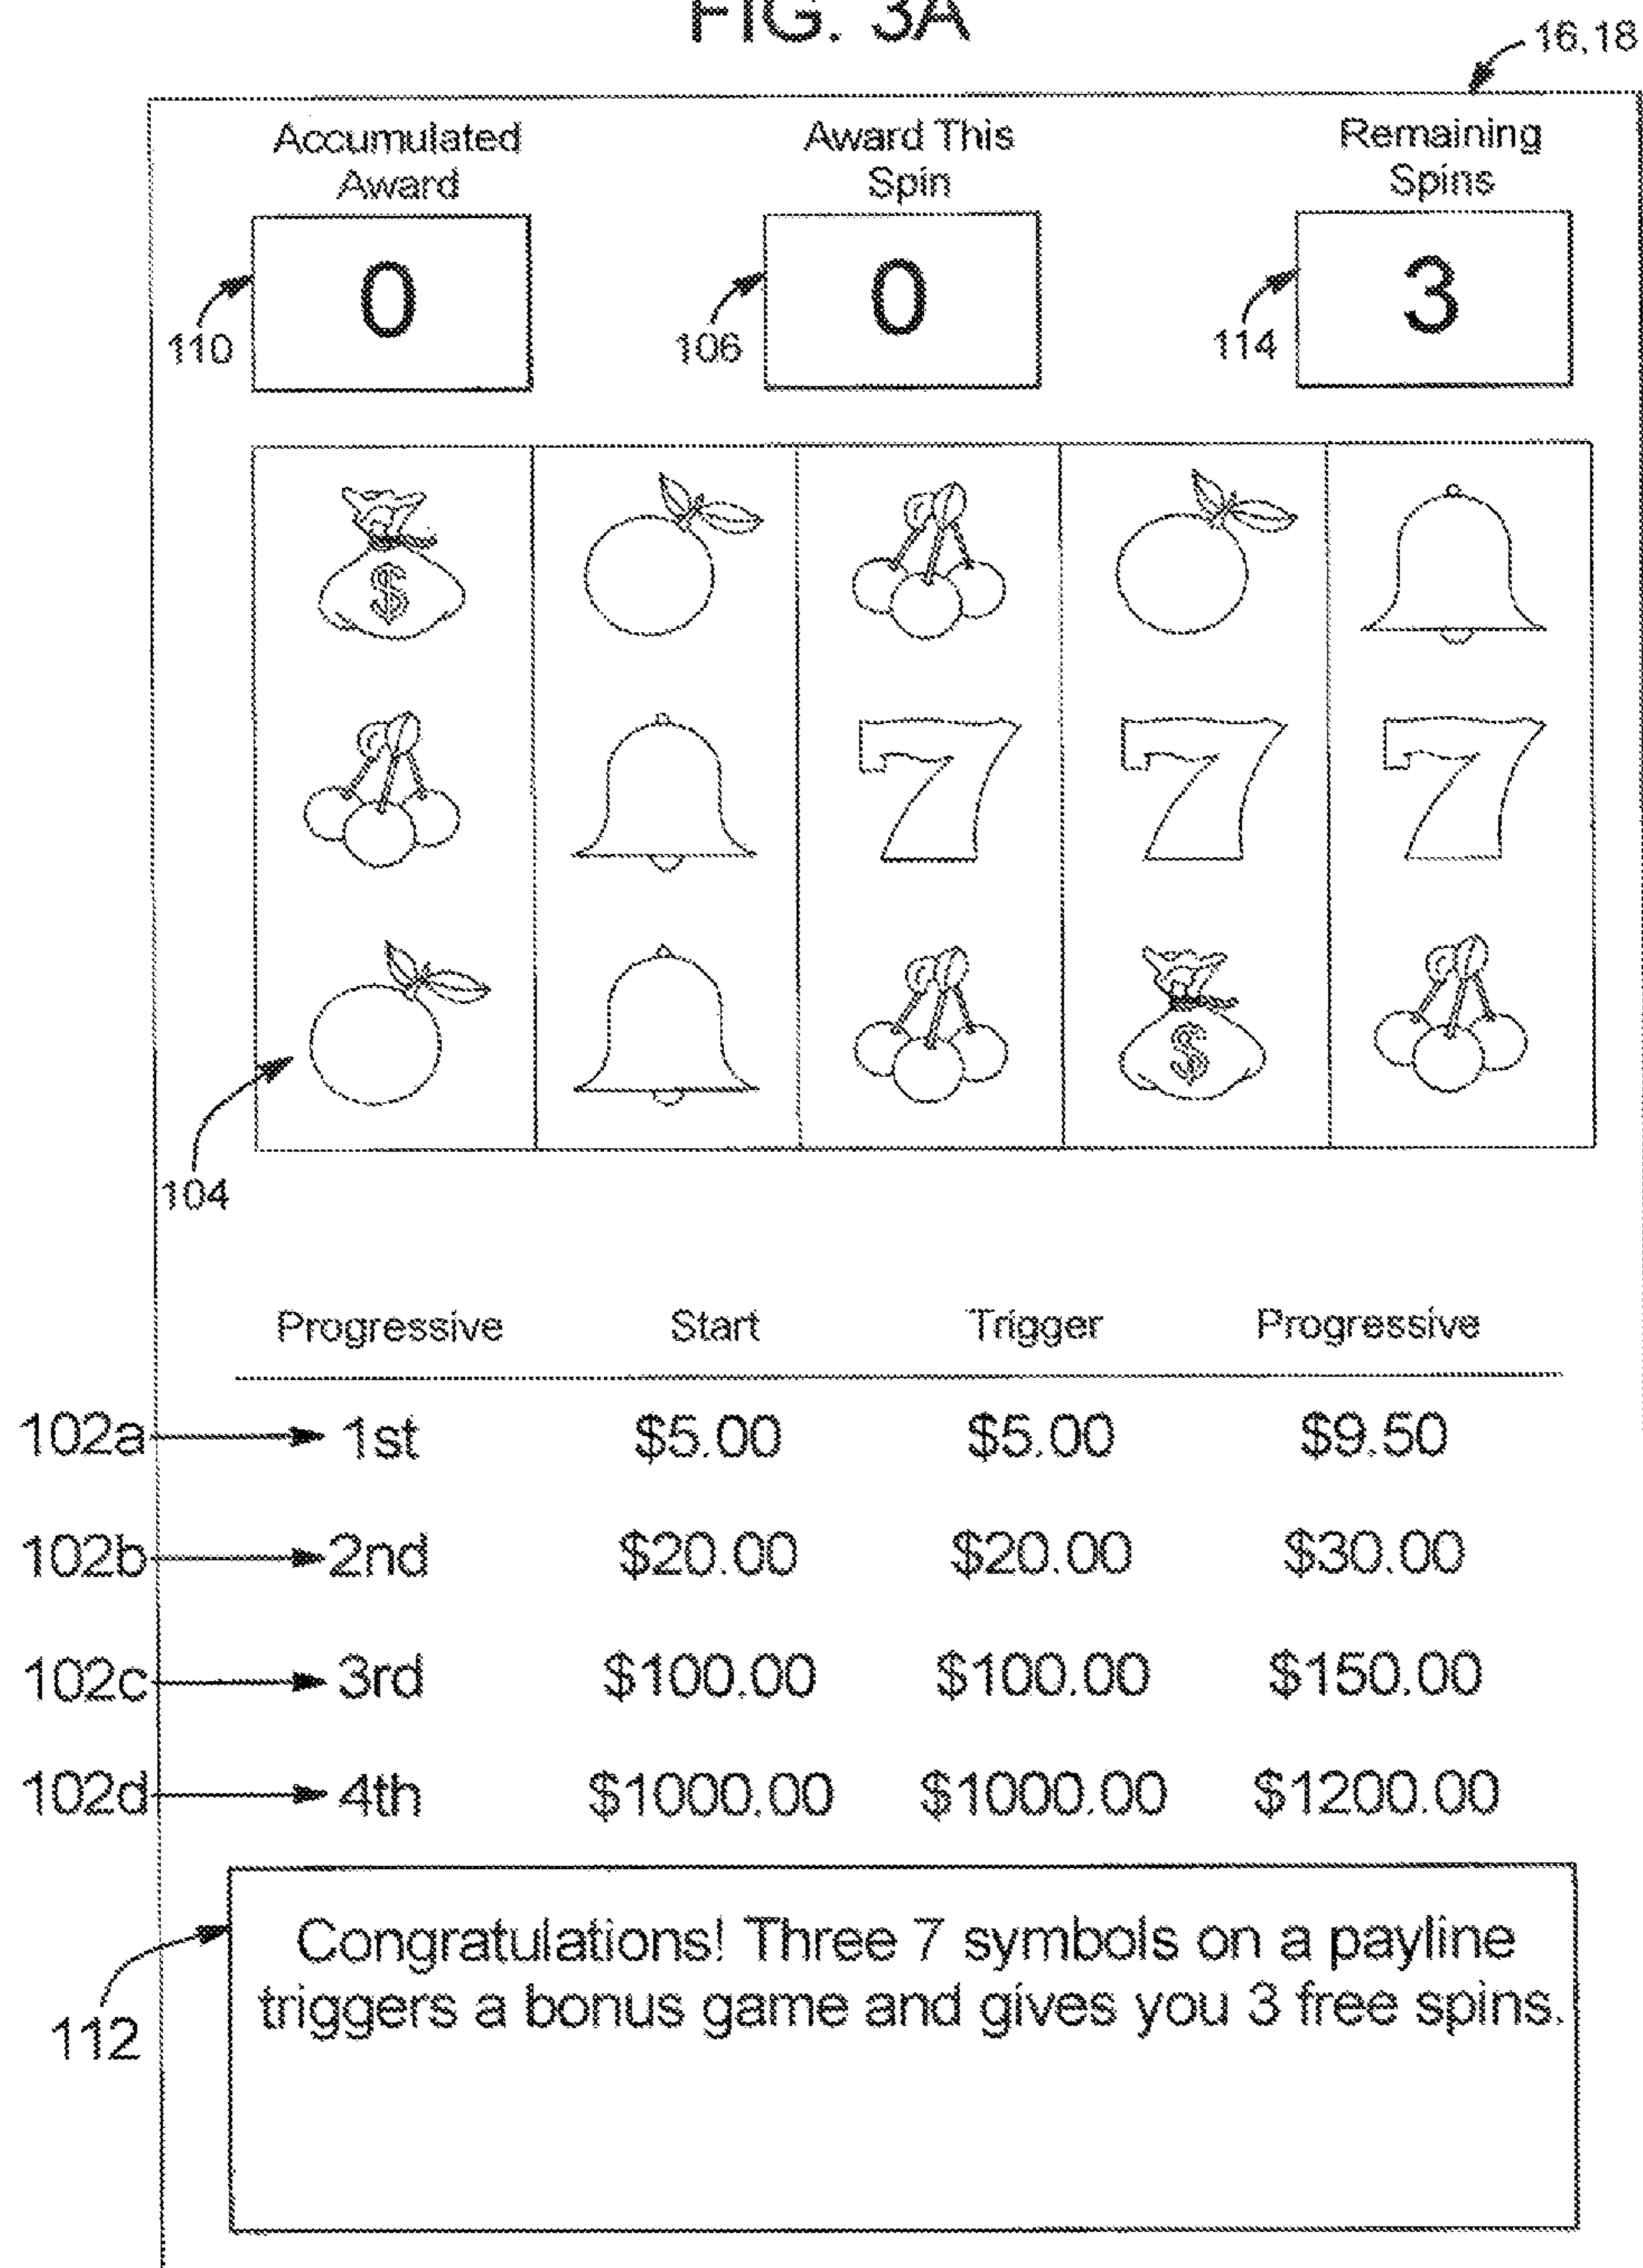 FIG. 3A
16,18
Accumulated Award This Remaining
Award Spin Spins
0 0 3
110 106 114
$
7 7 7
$
104
Progressive Start Trigger Progressive
102a 1st $5.00 $5.00 $9.50
102b 2nd $20.00 $20.00 $30.00
102c 3rd $100.00 $100.00 $150.00
102d 4th $1000.00 $1000.00 $1200.00
Congratulations! Three 7 symbols on a payline
triggers a bonus game and gives you 3 free spins.
112